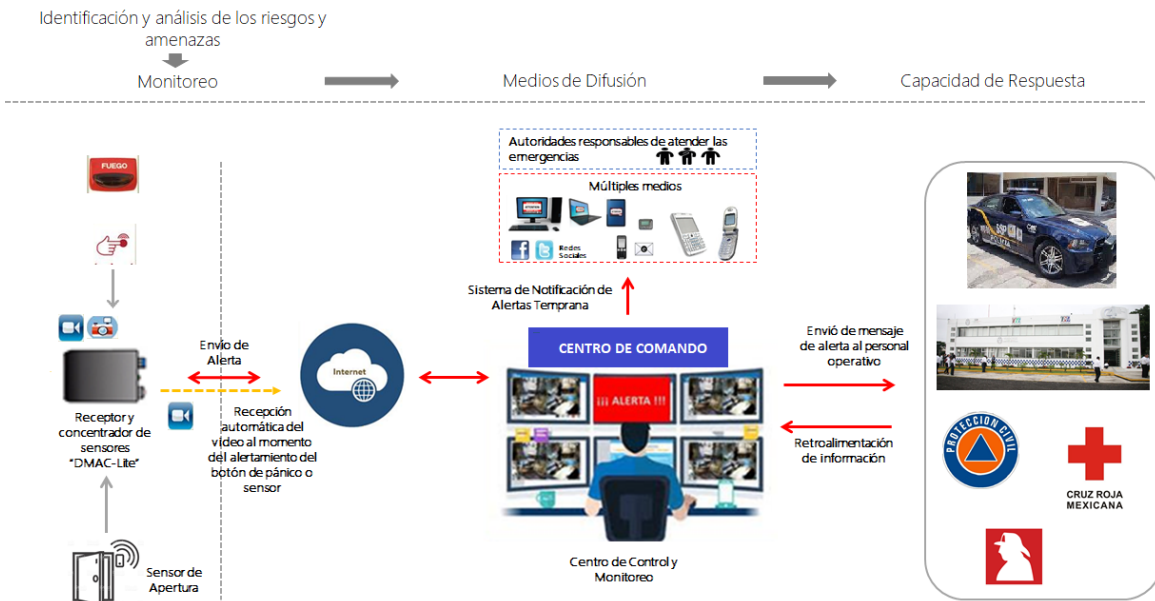 Identificación y análisis de los riesgos y
amenazas
Monitoreo
Medios de Difusión
Capacidad de Respuesta
FUEGO
Receptor y
concentrador de
sensores
"DMAC-Lite"
Sensor de
Apertura
Envío de
Alerta
Recepción
automática del
vídeo al momento
del alertamiento del
botón de pánico o
sensor
Internet
Autoridades responsables de atender las
emergencias
Múltiples medios
Redes
Sociales
Sistema de Notificación de
Alertas Temprana
CENTRO DE COMANDO
¡¡¡ ALERTA !!!
Centro de Control y
Monitoreo
Envió de mensaje
de alerta al personal
operativo
Retroalimentación
de información
SSP
POLICIA
PROTECCION CIVIL
CRUZ ROJA
MEXICANA